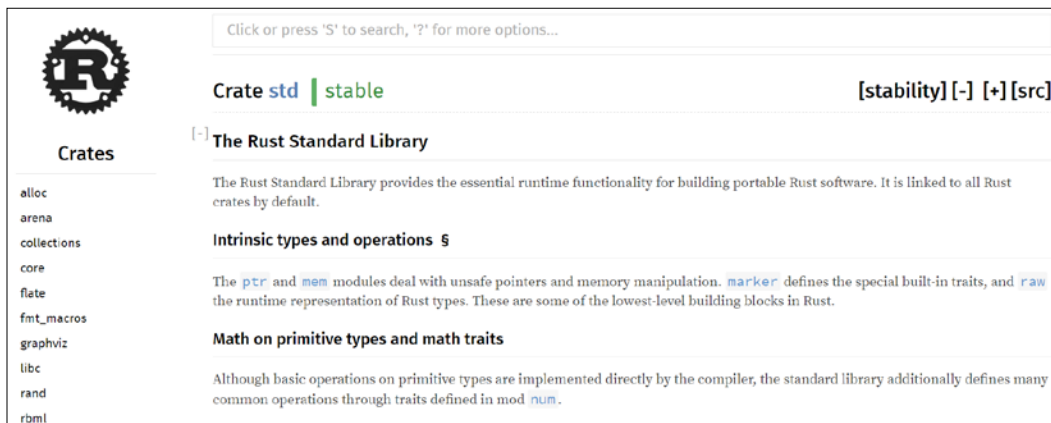 Click or press 'S' to search, '?' for more options...
R
Crate std stable
[stability] [-] [+] [src]
Crates
alloc
arena
collections
core
flate
fmt_macros
graphviz
libc
rand
rbml
[-] The Rust Standard Library
The Rust Standard Library provides the essential runtime functionality for building portable Rust software. It is linked to all Rust
crates by default.
Intrinsic types and operations §
The ptr and mem modules deal with unsafe pointers and memory manipulation. marker defines the special built-in traits, and raw
the runtime representation of Rust types. These are some of the lowest-level building blocks in Rust.
Math on primitive types and math traits
Although basic operations on primitive types are implemented directly by the compiler, the standard library additionally defines many
common operations through traits defined in mod num.